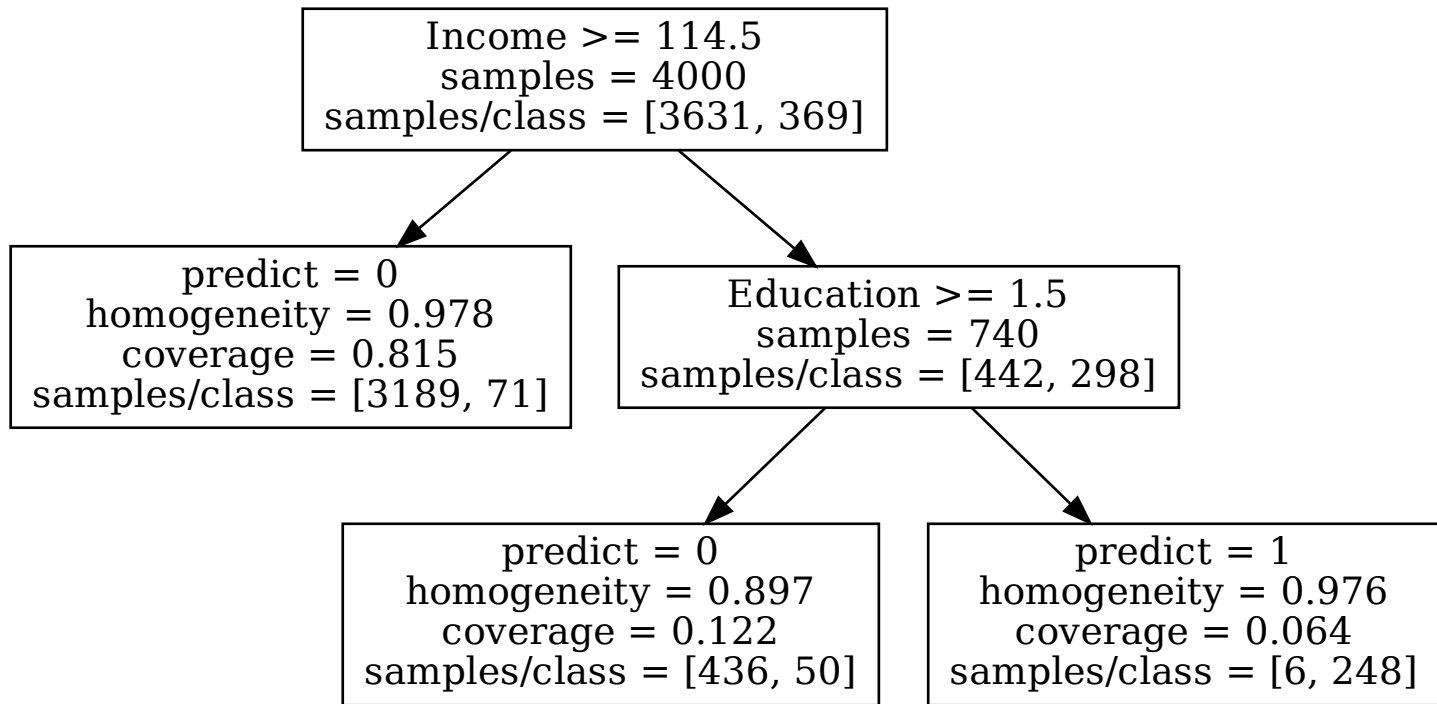 Income >= 114.5
samples = 4000
samples/class = [3631, 369]
predict = 0
homogeneity = 0.978
coverage = 0.815
samples/class = [3189, 71]
Education >= 1.5
samples = 740
samples/class = [442, 298]
predict = 0
homogeneity = 0.897
coverage = 0.122
samples/class = [436, 50]
predict = 1
homogeneity = 0.976
coverage = 0.064
samples/class = [6, 248]